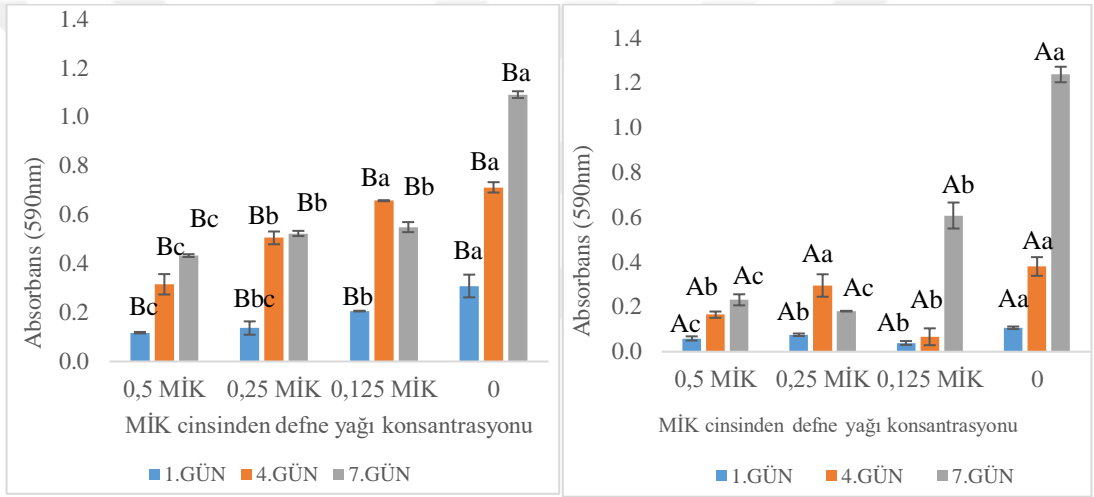 1.4
1.2
1.0
0.8
0.6
0.4
0.2
0.0
Absorbans (590nm)
Bc
Bc
Bc
Bbc
Bb
Bb
Bb
Ba
Bb
Ba
Ba
Ba
0,5 MİK
0,25 MİK
0,125 MİK
0
MİK cinsinden defne yağı konsantrasyonu
1.GÜN
4.GÜN
7.GÜN
1.4
1.2
1.0
0.8
0.6
0.4
0.2
0.0
Absorbans (590nm)
Ac
Ab
Ac
Ab
Aa
Ac
Ab
Ab
Ab
Aa
Aa
Aa
0,5 MİK
0,25 MİK
0,125 MİK
0
MİK cinsinden defne yağı konsantrasyonu
1.GÜN
4.GÜN
7.GÜN